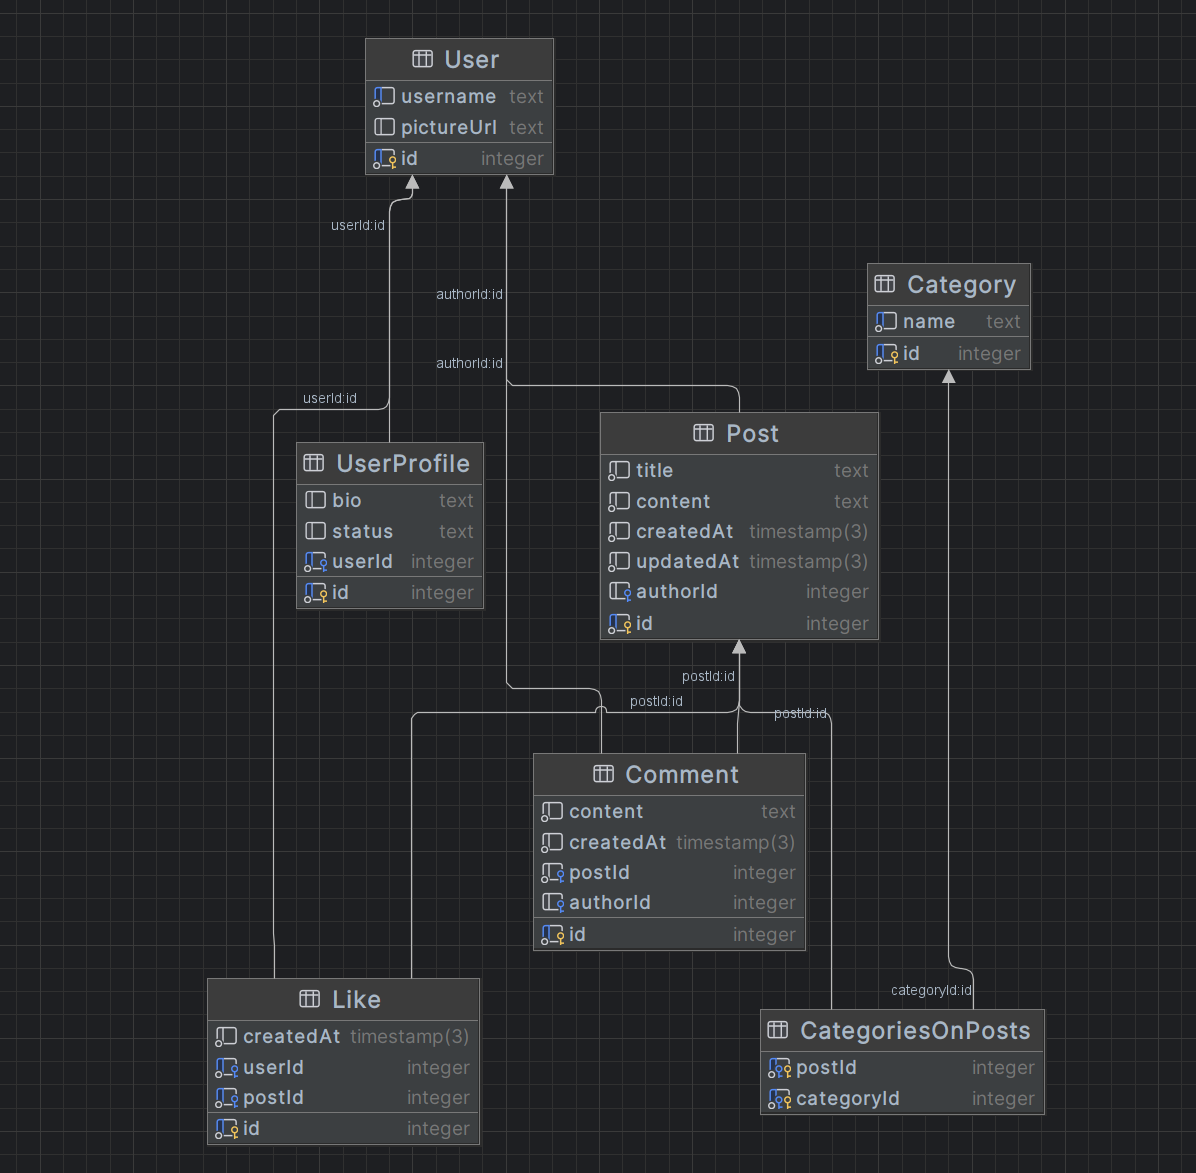 User
username text
pictureUrl text
id integer
userId:id
authorId:id
authorId:id
userId:id
Category
name text
id integer
UserProfile
bio text
status text
userId integer
id integer
Post
title text
content text
createdAt timestamp(3)
updatedAt timestamp(3)
authorId integer
id integer
postId:id
postId:id
postId:id
Comment
content text
createdAt timestamp(3)
postId integer
authorId integer
id integer
Like
createdAt timestamp(3)
userId integer
postId integer
id integer
categoryId:id
CategoriesOnPosts
postId integer
categoryId integer